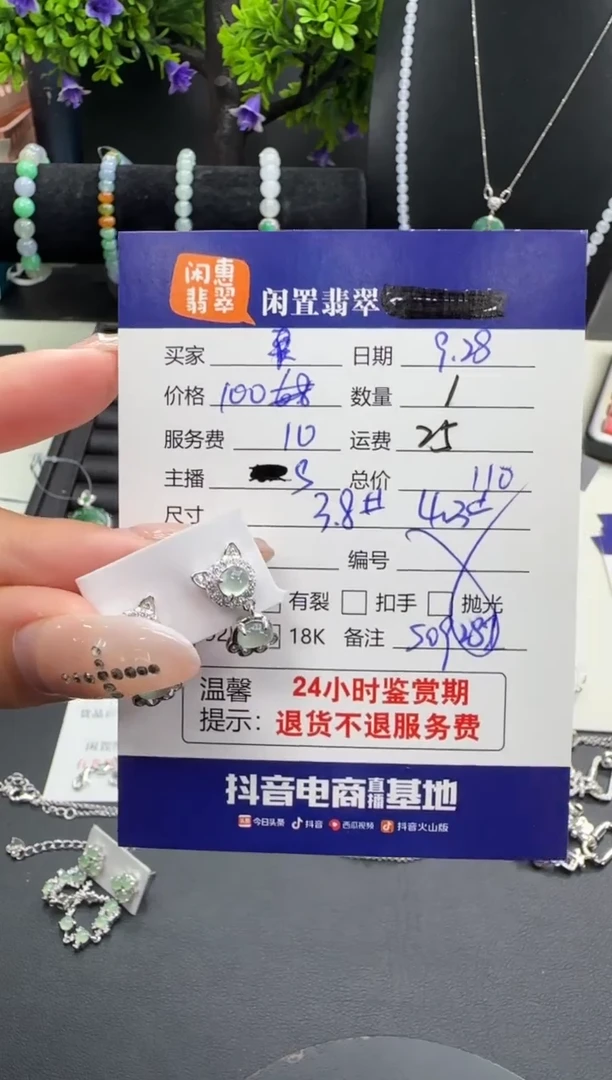 闲惠
翡翠
闲置翡翠
买家 日期 9.28
价格 100 68 数量 1
服务费 10 运费 25
主播 S 总价 110
尺寸 3.8# 4.3#
编号
有裂 扣手 抛光
18K 备注
温馨
提示:
24小时鉴赏期
退货不退服务费
抖音电商直播基地
今日头条 抖音 西瓜视频 抖音火山版